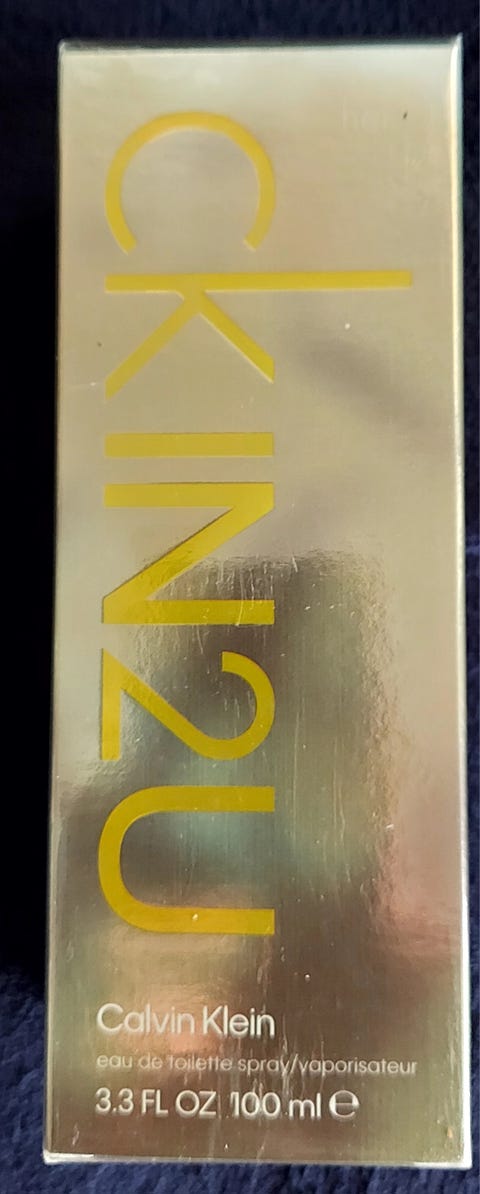 ckIN2U
Calvin Klein
eau de toilette spray/vaporisateur
3.3 FL OZ 100 ml ℮